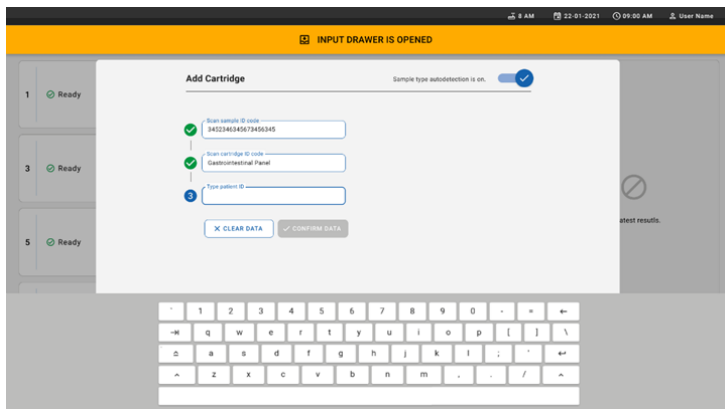 8 AM 22-01-2021 09:00 AM User Name
INPUT DRAWER IS OPENED
Add Cartridge
Sample type autodetection is on.
1 Ready
Scan sample ID code
3452346345673456345
Scan cartridge ID code
Gastrointestinal Panel
3 Ready
Type patient ID
3
atest resutls.
CLEAR DATA
CONFIRM DATA
5 Ready
1 2 3 4 5 6 7 8 9 0 - =
q w e r t y u i o p [ ] \
a s d f g h j k l ; '
z x c v b n m , . /